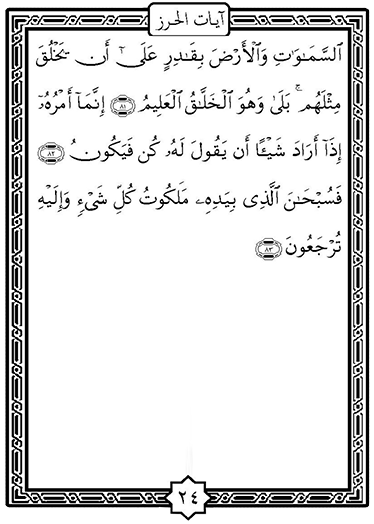 آيات الحرز
ٱلسَّمَـٰوَٰتِ وَٱلْأَرْضَ بِقَـٰدِرٍ عَلَىٰٓ أَن يَخْلُقَ
مِثْلَهُم ۚ بَلَىٰ وَهُوَ ٱلْخَلَّـٰقُ ٱلْعَلِيمُ ٨١ إِنَّمَآ أَمْرُهُۥٓ
إِذَآ أَرَادَ شَيْـًٔا أَن يَقُولَ لَهُۥ كُن فَيَكُونُ ٨٢
فَسُبْحَـٰنَ ٱلَّذِى بِيَدِهِۦ مَلَكُوتُ كُلِّ شَىْءٍ وَإِلَيْهِ
تُرْجَعُونَ ٨٣
٢٤